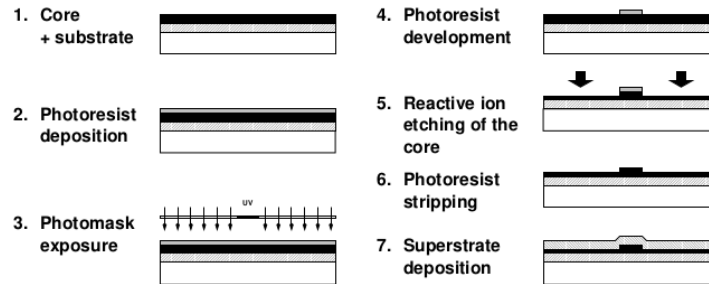 1. Core
+ substrate
2. Photoresist
deposition
UV
3. Photomask
exposure
4. Photoresist
development
5. Reactive ion
etching of the
core
6. Photoresist
stripping
7. Superstrate
deposition